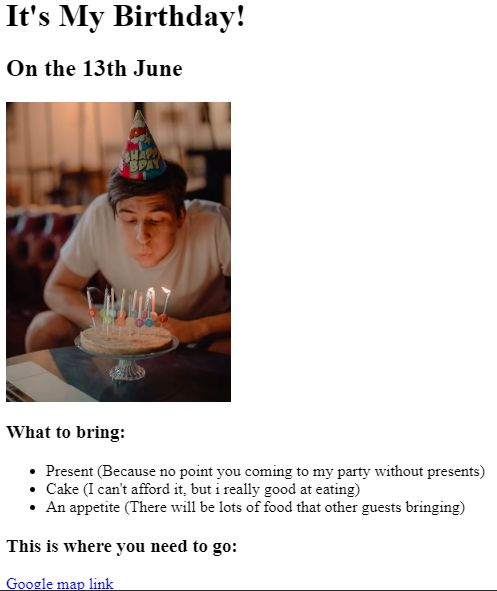 It's My Birthday!
On the 13th June
HAPPY
BDAY
What to bring:
Present (Because no point you coming to my party without presents)
Cake (I can't afford it, but i really good at eating)
An appetite (There will be lots of food that other guests bringing)
This is where you need to go:
Google map link